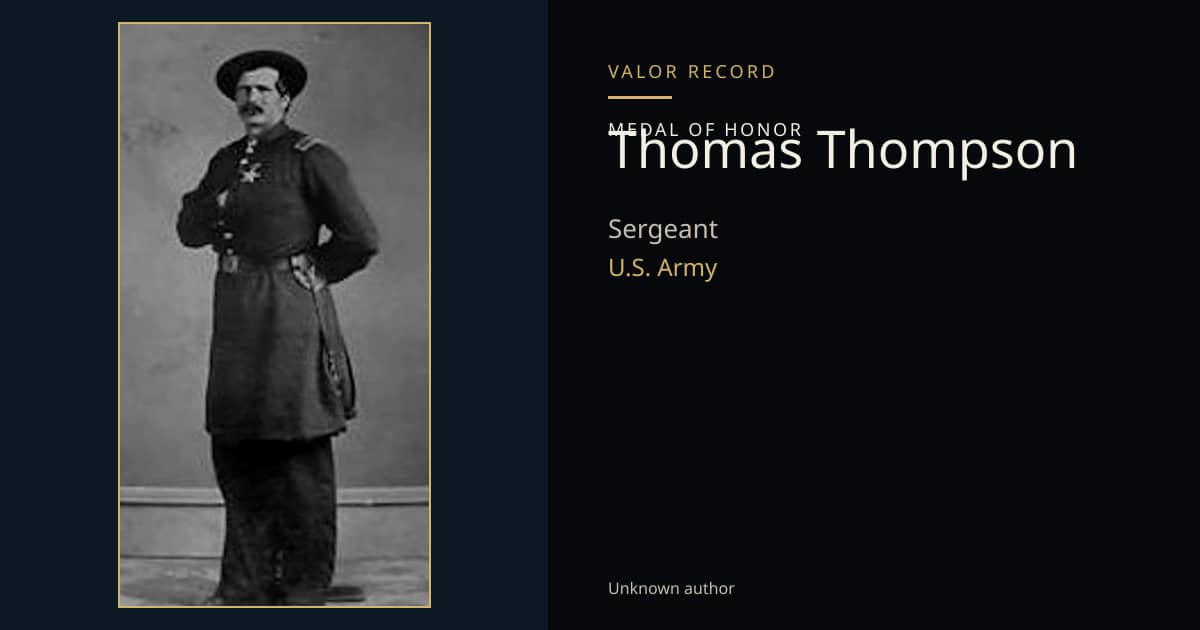 VALOR RECORD
MEDAL OF HONOR
Thomas Thompson
Sergeant
U.S. Army
Unknown author